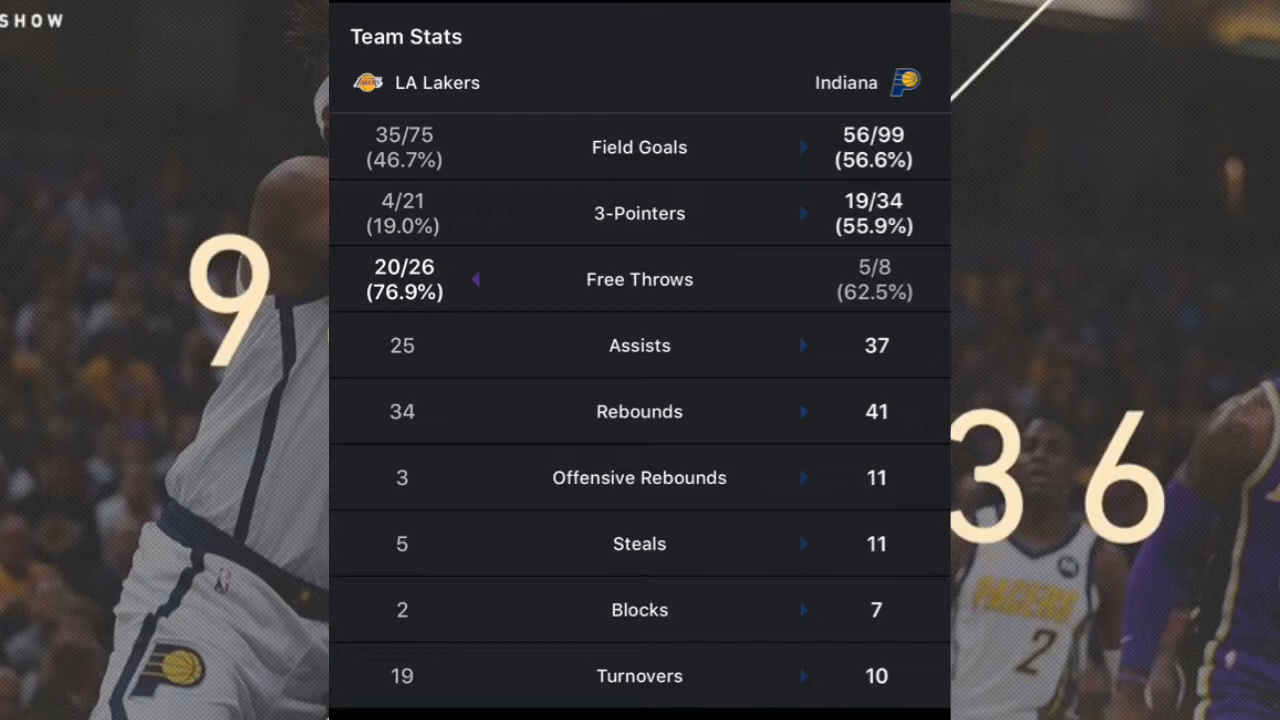 SHOW
Team Stats
LA Lakers
Indiana
35/75
(46.7%)
Field Goals
56/99
(56.6%)
4/21
(19.0%)
3-Pointers
19/34
(55.9%)
20/26
(76.9%)
Free Throws
5/8
(62.5%)
25
Assists
37
34
Rebounds
41
3
Offensive Rebounds
11
5
Steals
11
2
Blocks
7
19
Turnovers
10
9
36
PACERS
2